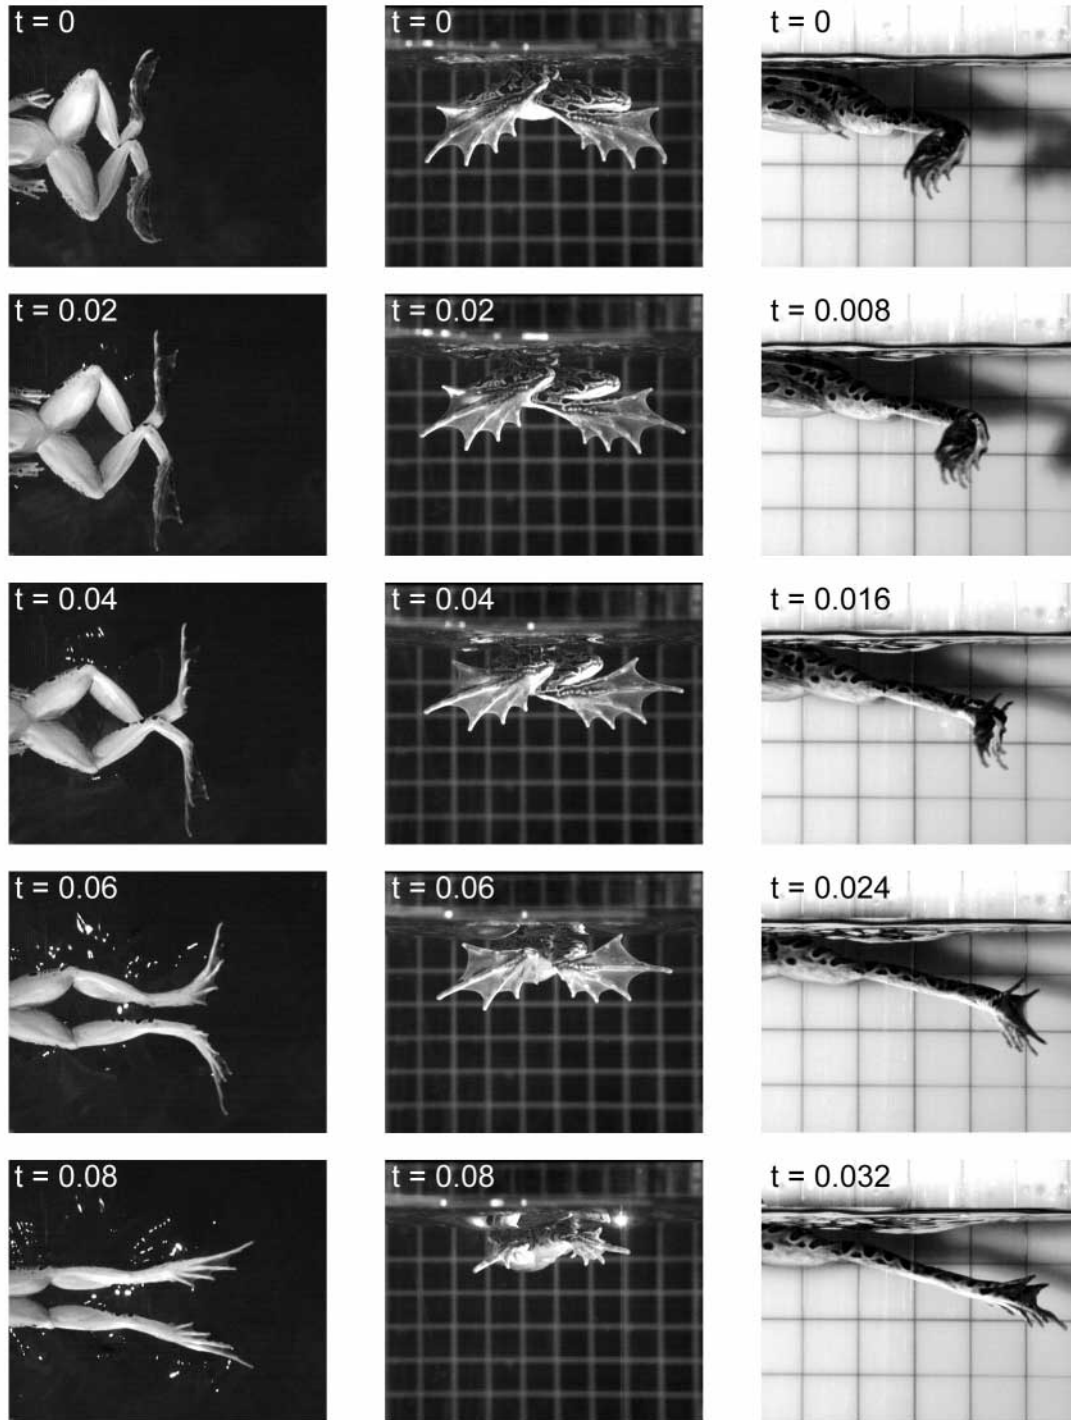 t = 0
t = 0
t = 0
t = 0.02
t = 0.02
t = 0.008
t = 0.04
t = 0.04
t = 0.016
t = 0.06
t = 0.06
t = 0.024
t = 0.08
t = 0.08
t = 0.032